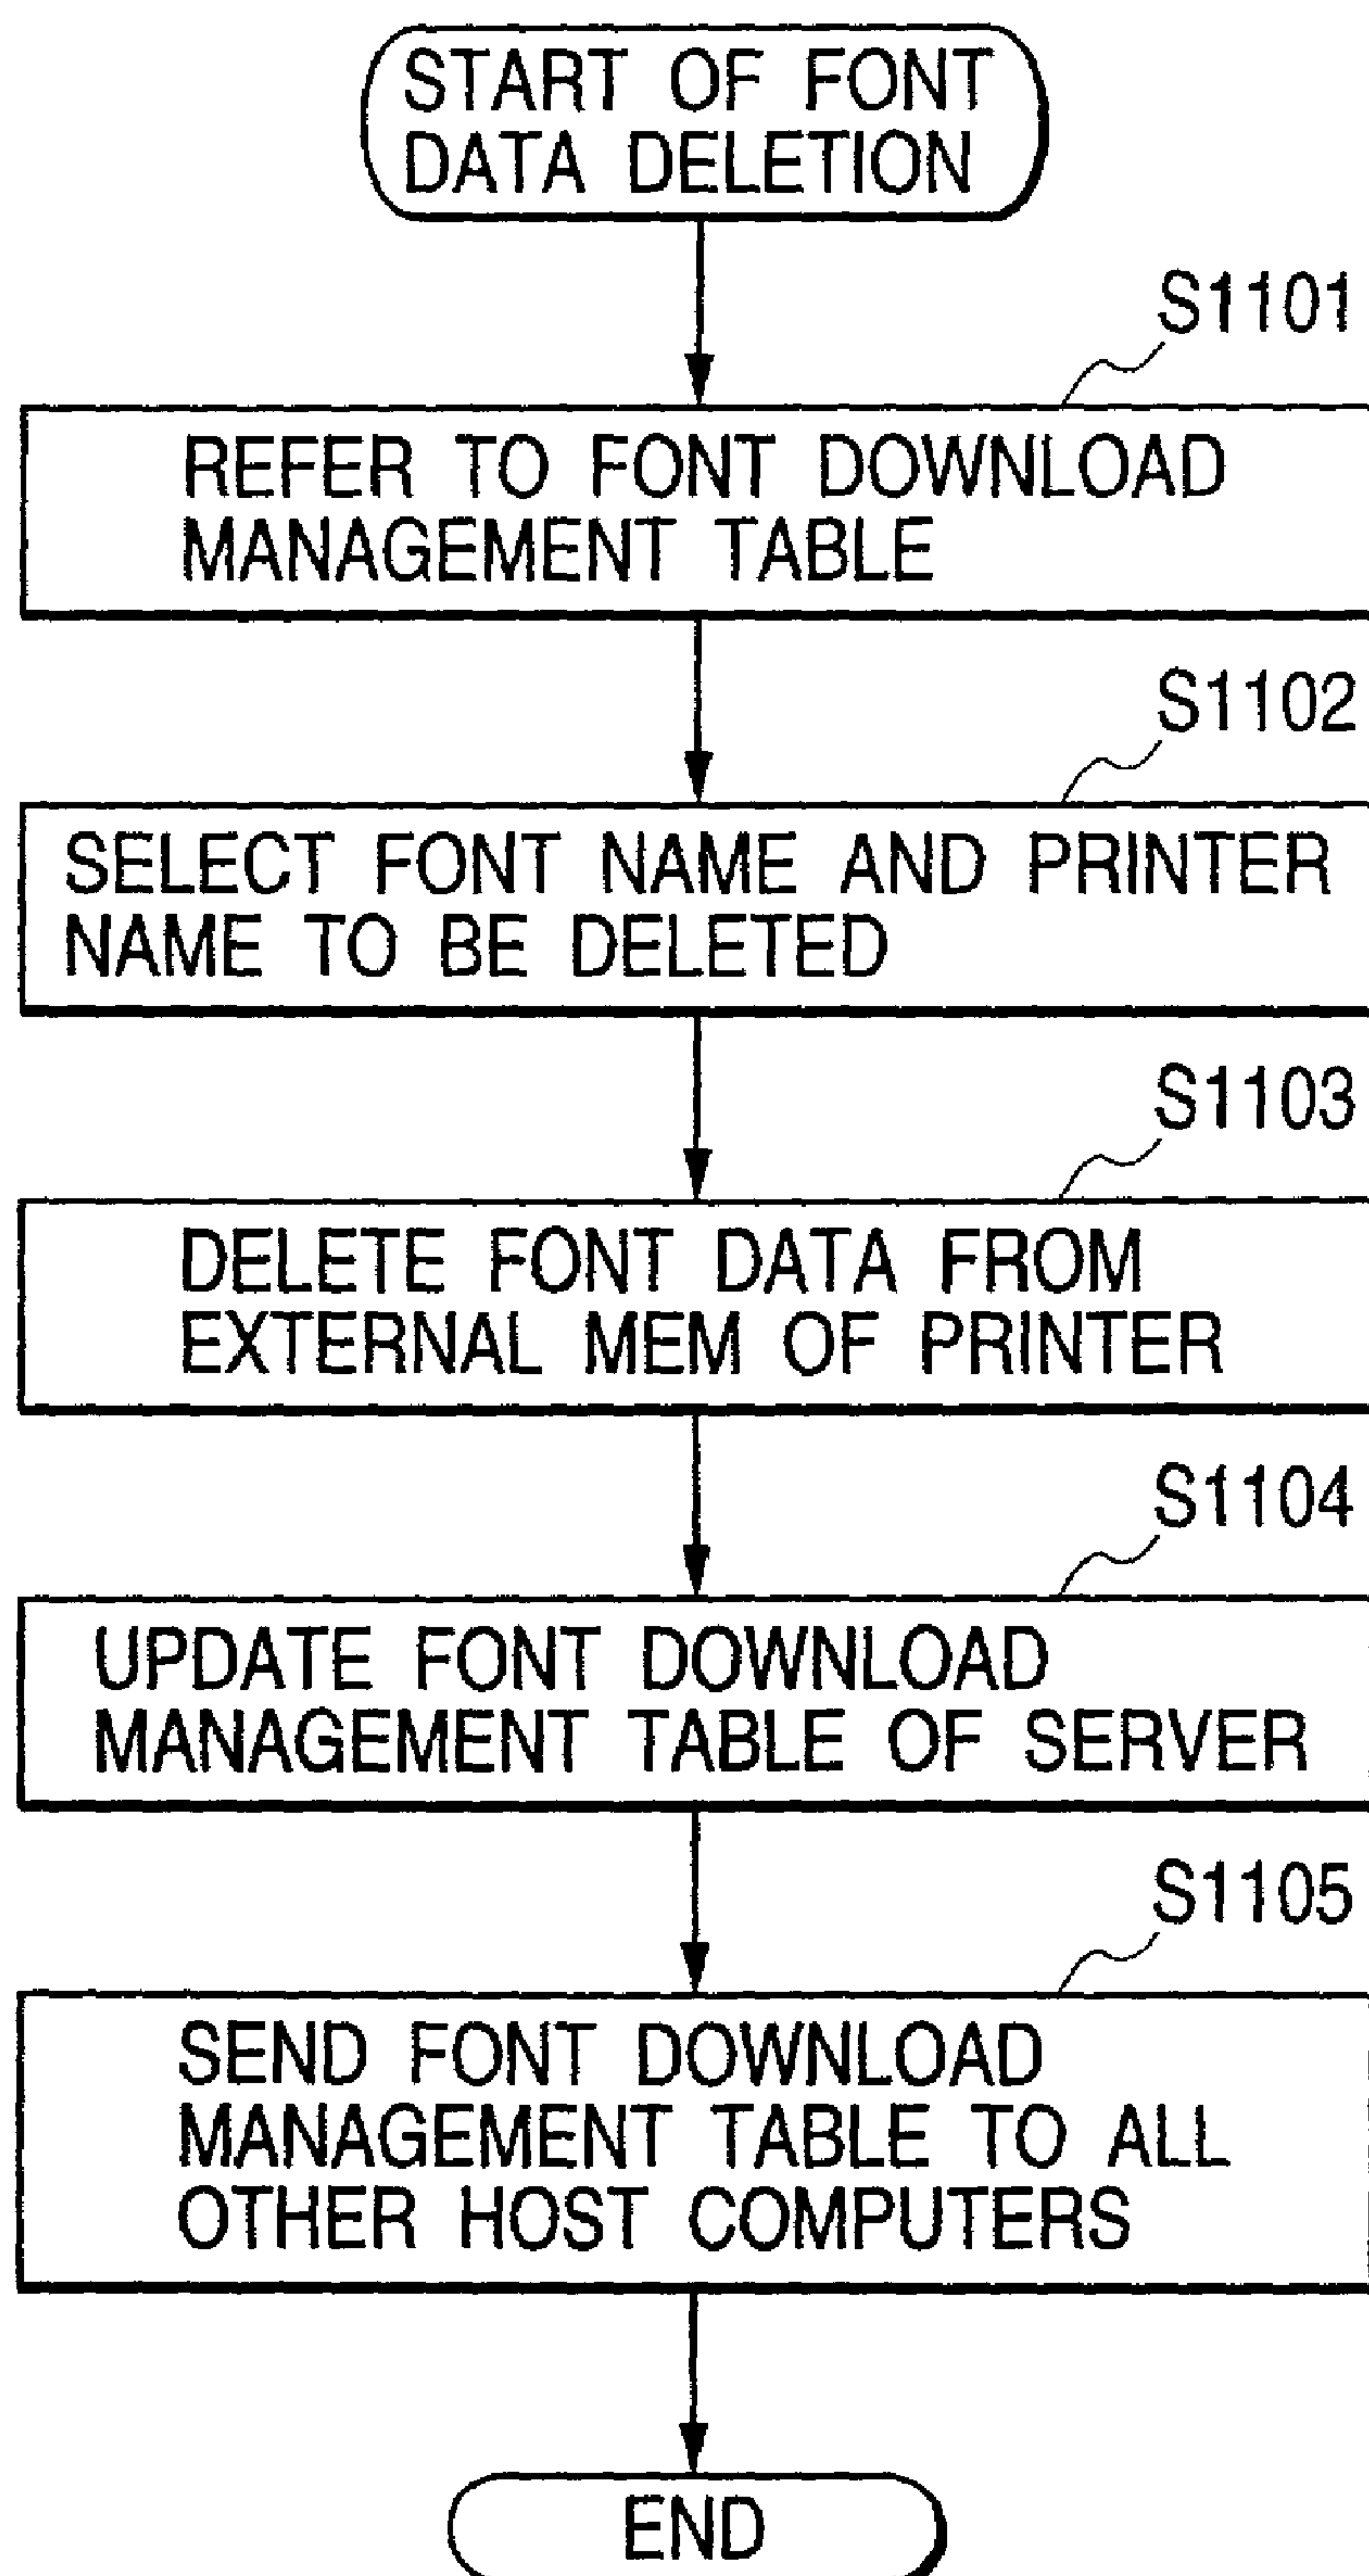 START OF FONT
DATA DELETION
S1101
REFER TO FONT DOWNLOAD
MANAGEMENT TABLE
S1102
SELECT FONT NAME AND PRINTER
NAME TO BE DELETED
S1103
DELETE FONT DATA FROM
EXTERNAL MEM OF PRINTER
S1104
UPDATE FONT DOWNLOAD
MANAGEMENT TABLE OF SERVER
S1105
SEND FONT DOWNLOAD
MANAGEMENT TABLE TO ALL
OTHER HOST COMPUTERS
END